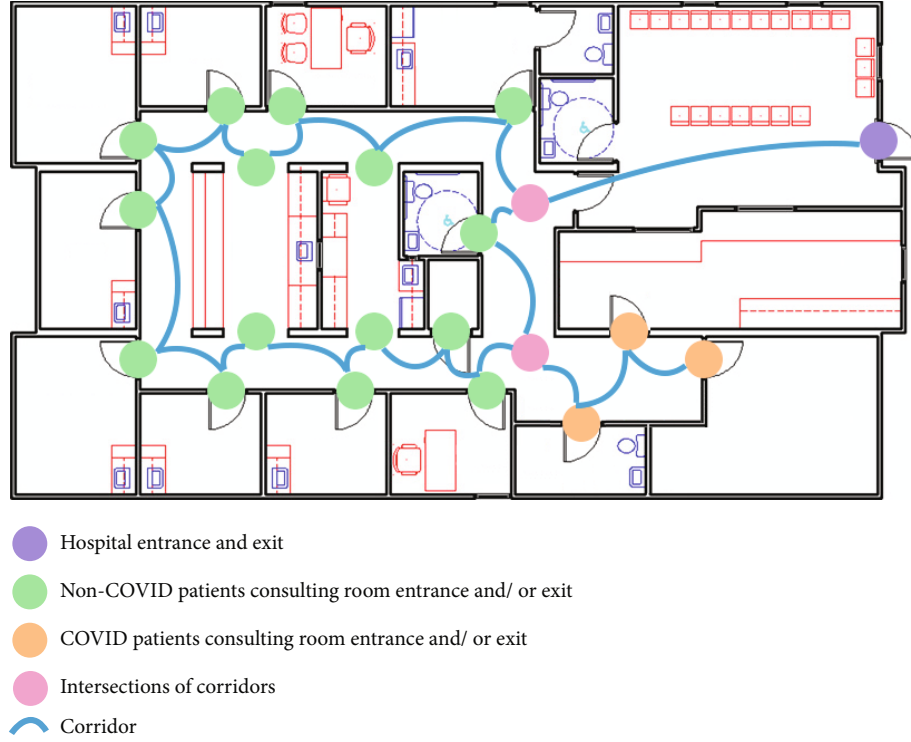 Hospital entrance and exit
Non-COVID patients consulting room entrance and/ or exit
COVID patients consulting room entrance and/ or exit
Intersections of corridors
Corridor